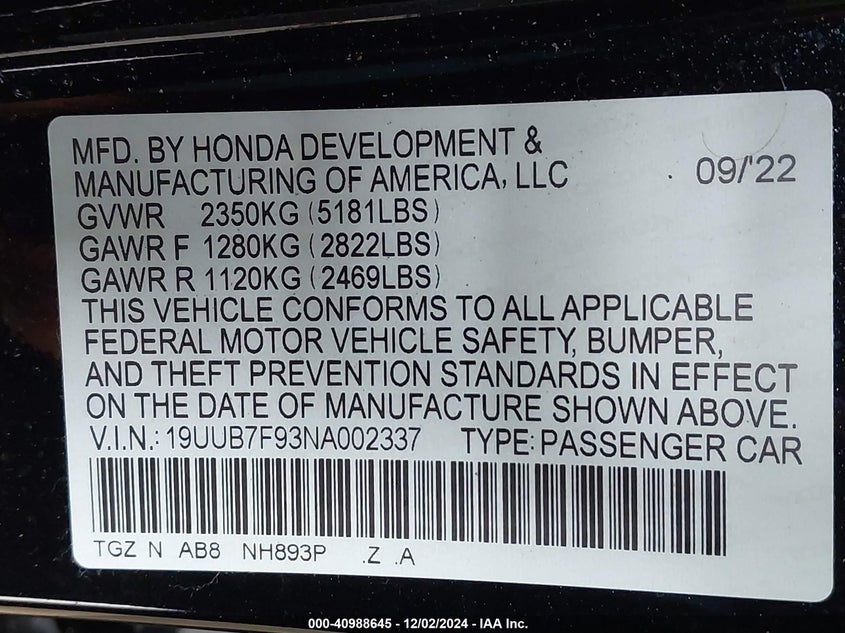 MFD. BY HONDA DEVELOPMENT &
MANUFACTURING OF AMERICA, LLC 09/'22
GVWR 2350KG (5181LBS)
GAWR F 1280KG (2822LBS)
GAWR R 1120KG (2469LBS)
THIS VEHICLE CONFORMS TO ALL APPLICABLE
FEDERAL MOTOR VEHICLE SAFETY, BUMPER,
AND THEFT PREVENTION STANDARDS IN EFFECT
ON THE DATE OF MANUFACTURE SHOWN ABOVE.
V.I.N.: 19UUB7F93NA002337 TYPE: PASSENGER CAR
TGZ N AB8 NH893P .Z .A
000-40988645 - 12/02/2024 - IAA Inc.